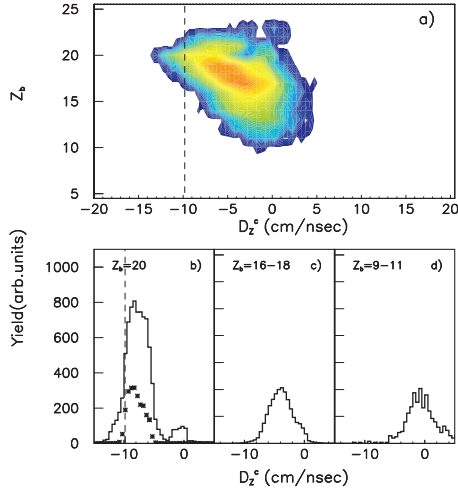 a)
25
20
15
10
5
Z_b
−20 −15 −10 −5 0 5 10 15 20
D_Z^c (cm/nsec)
Yield(arb.units)
1000
800
600
400
200
0
Z_b=20 b)
Z_b=16−18 c)
Z_b=9−11 d)
−10 0 −10 0 −10 0
D_Z^c (cm/nsec)